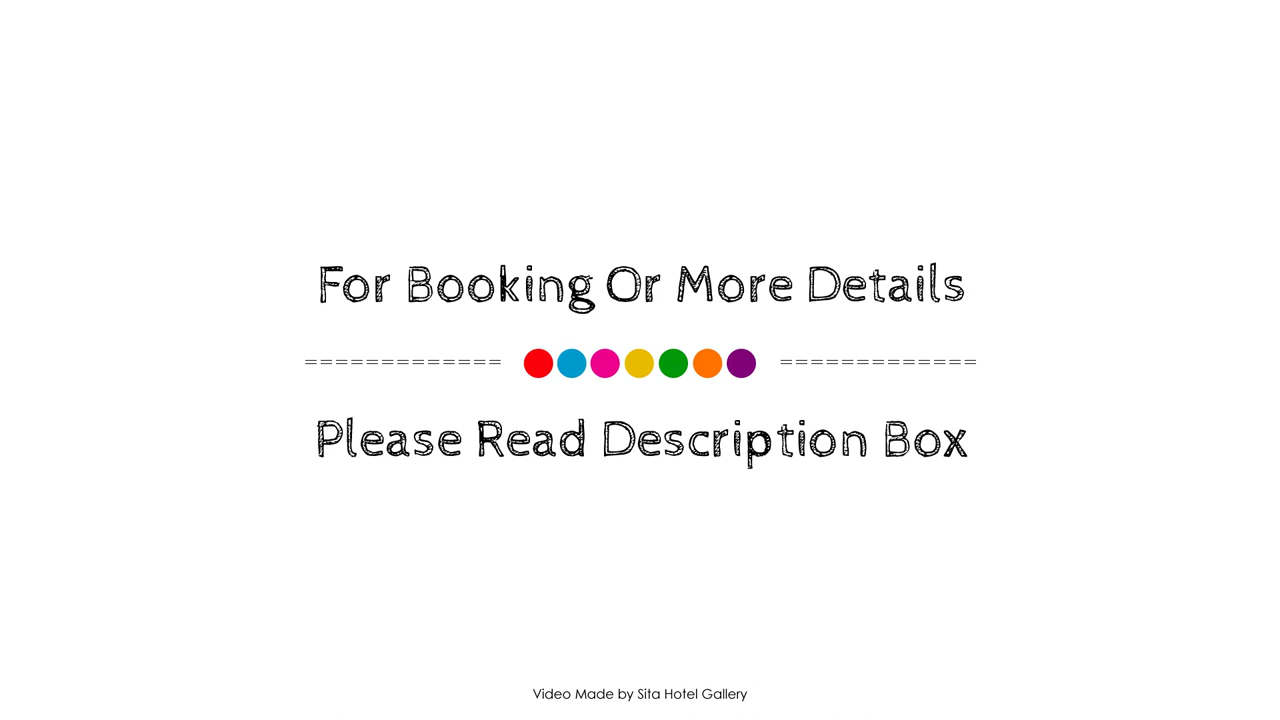 For Booking Or More Details
============= =============
Please Read Description Box
Video Made by Sita Hotel Gallery